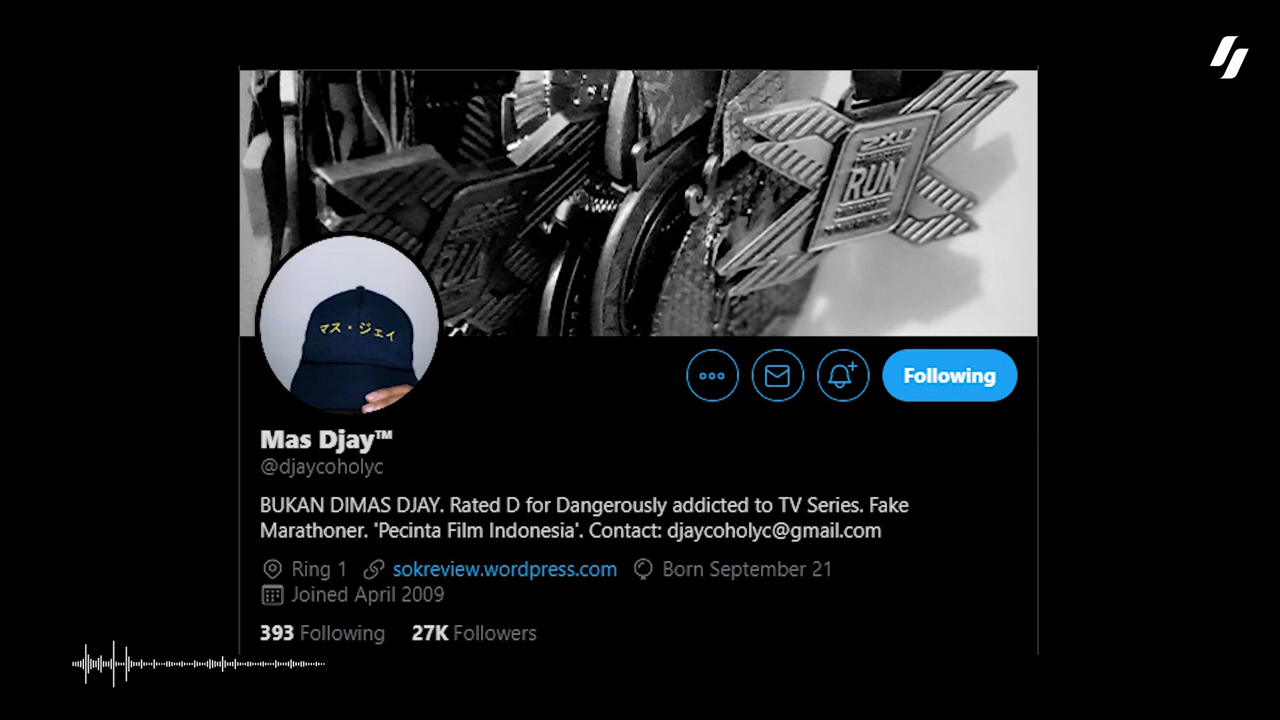 2XU
RUN
RUN
マス・ジェイ
Following
Mas Djay™
@djaycoholyc
BUKAN DIMAS DJAY. Rated D for Dangerously addicted to TV Series. Fake
Marathoner. 'Pecinta Film Indonesia'. Contact: djaycoholyc@gmail.com
Ring 1 sokreview.wordpress.com Born September 21
Joined April 2009
393 Following 27K Followers